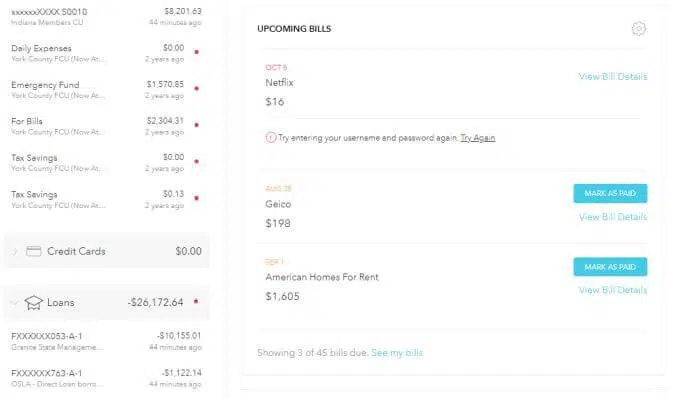 xxxxxxXXXX S0010 $8,201.63
Indiana Members CU 44 minutes ago
Daily Expenses $0.00
York County FCU (Now At... 2 years ago
Emergency Fund $1,570.85
York County FCU (Now At... 2 years ago
For Bills $2,304.31
York County FCU (Now At... 2 years ago
Tax Savings $0.00
York County FCU (Now At... 2 years ago
Tax Savings $0.13
York County FCU (Now At... 2 years ago
Credit Cards $0.00
Loans -$26,172.64
FXXXXXX053-A-1 -$10,155.01
Granite State Manageme... 44 minutes ago
FXXXXXX763-A-1 -$1,122.14
OSLA - Direct Loan borro... 44 minutes ago
UPCOMING BILLS
OCT 6
Netflix View Bill Details
$16
Try entering your username and password again. Try Again
AUG 28 MARK AS PAID
Geico
$198 View Bill Details
SEP 1 MARK AS PAID
American Homes For Rent
$1,605 View Bill Details
Showing 3 of 45 bills due. See my bills